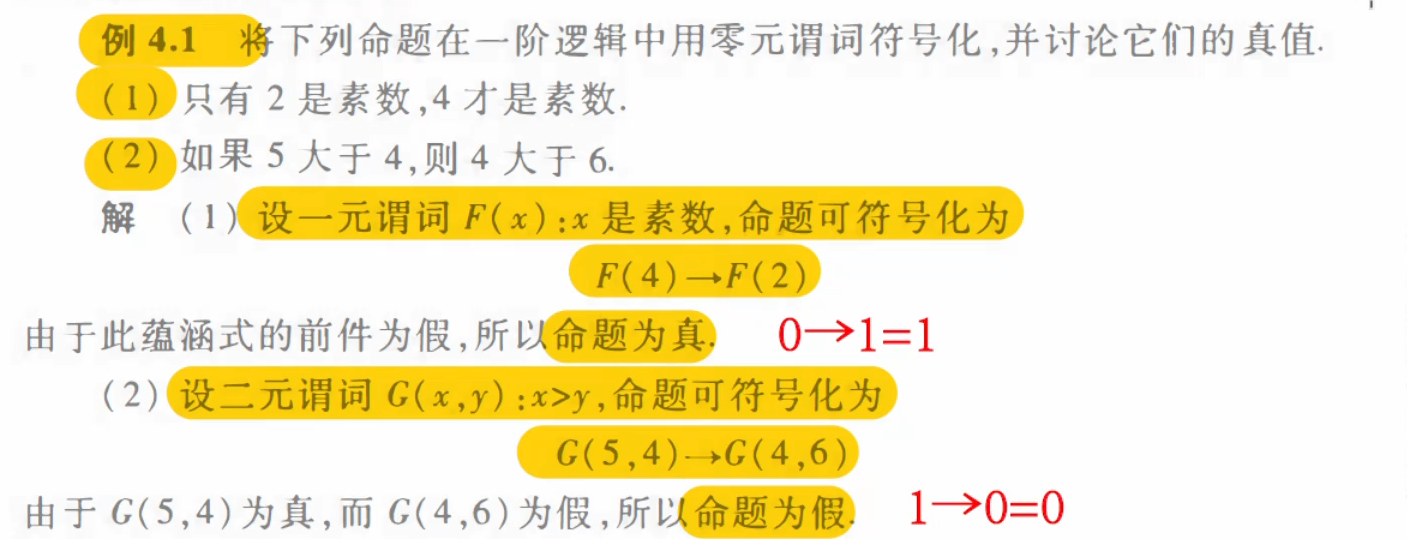 例 4.1 将下列命题在一阶逻辑中用零元谓词符号化,并讨论它们的真值.
(1) 只有 2 是素数,4 才是素数.
(2) 如果 5 大于 4,则 4 大于 6.
解 (1) 设一元谓词 F(x):x 是素数,命题可符号化为
F(4)→F(2)
由于此蕴涵式的前件为假,所以命题为真. 0→1=1
(2) 设二元谓词 G(x,y):x>y,命题可符号化为
G(5,4)→G(4,6)
由于 G(5,4)为真,而 G(4,6)为假,所以命题为假. 1→0=0